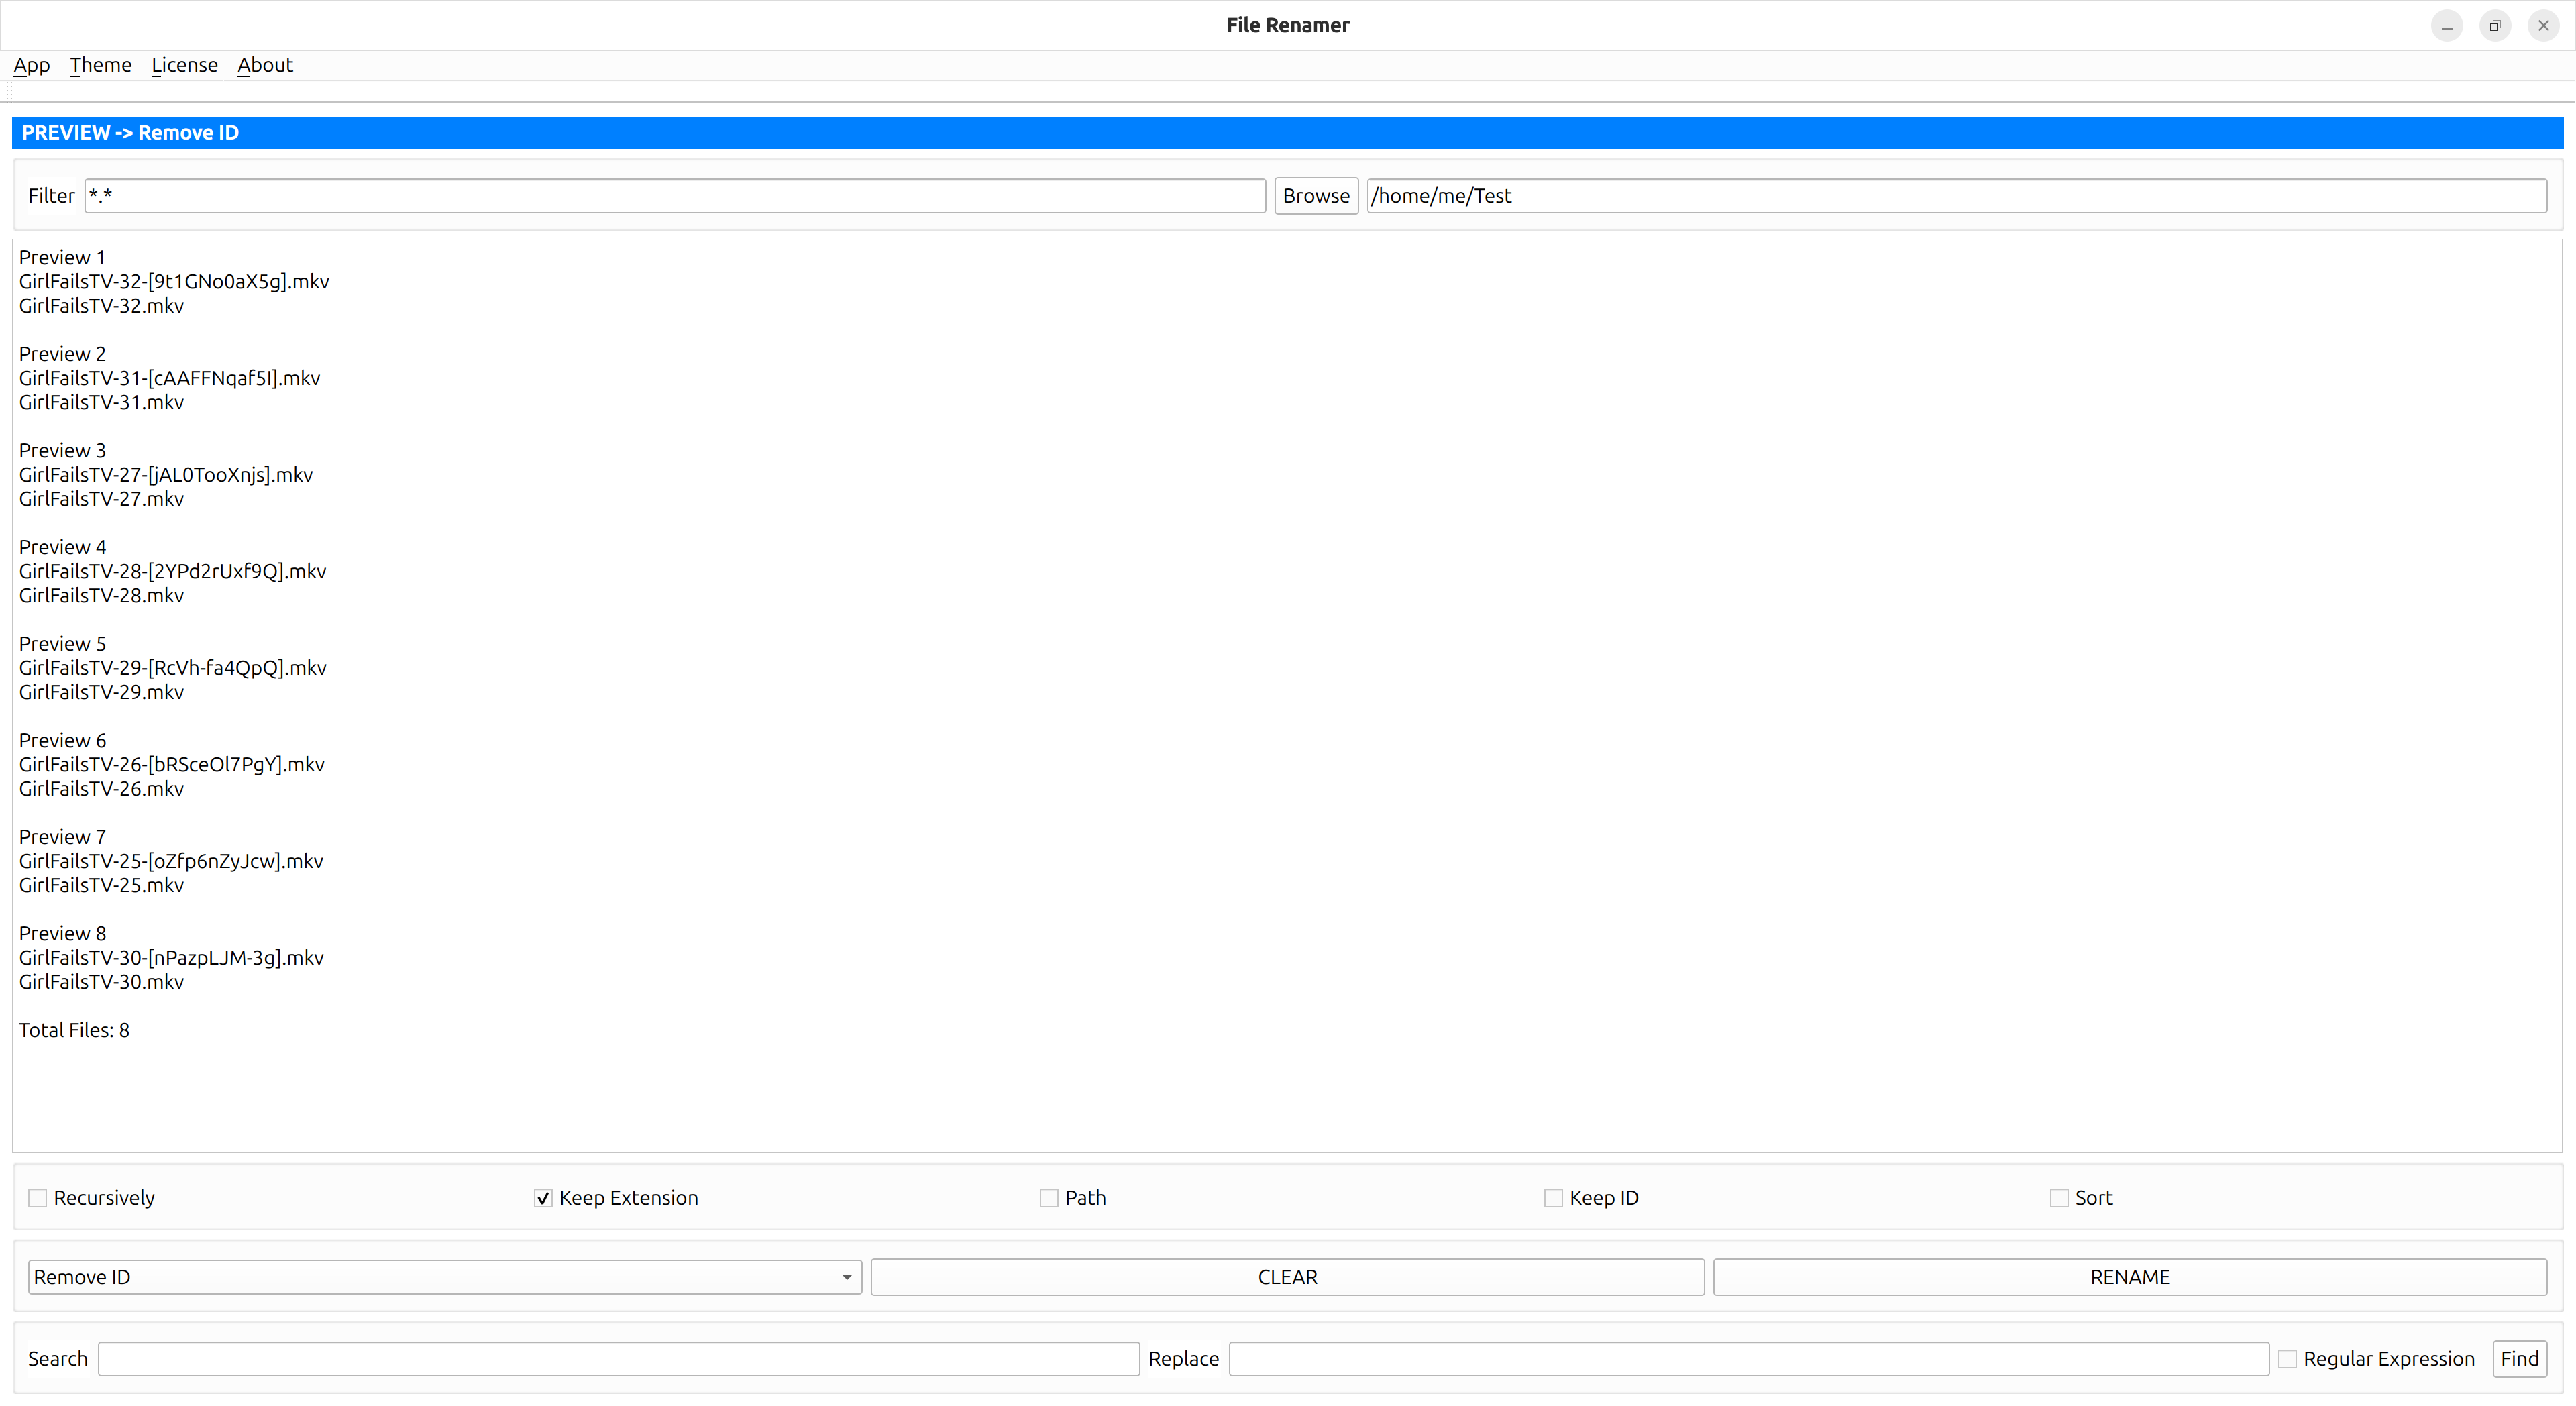 File Renamer
App Theme License About
PREVIEW -> Remove ID
Filter *.* Browse /home/me/Test
Preview 1
GirlFailsTV-32-[9t1GNo0aX5g].mkv
GirlFailsTV-32.mkv
Preview 2
GirlFailsTV-31-[cAAFFNqaf5I].mkv
GirlFailsTV-31.mkv
Preview 3
GirlFailsTV-27-[jAL0TooXnjs].mkv
GirlFailsTV-27.mkv
Preview 4
GirlFailsTV-28-[2YPd2rUxf9Q].mkv
GirlFailsTV-28.mkv
Preview 5
GirlFailsTV-29-[RcVh-fa4QpQ].mkv
GirlFailsTV-29.mkv
Preview 6
GirlFailsTV-26-[bRSceOl7PgY].mkv
GirlFailsTV-26.mkv
Preview 7
GirlFailsTV-25-[oZfp6nZyJcw].mkv
GirlFailsTV-25.mkv
Preview 8
GirlFailsTV-30-[nPazpLJM-3g].mkv
GirlFailsTV-30.mkv
Total Files: 8
Recursively Keep Extension Path Keep ID Sort
Remove ID CLEAR RENAME
Search Replace Regular Expression Find